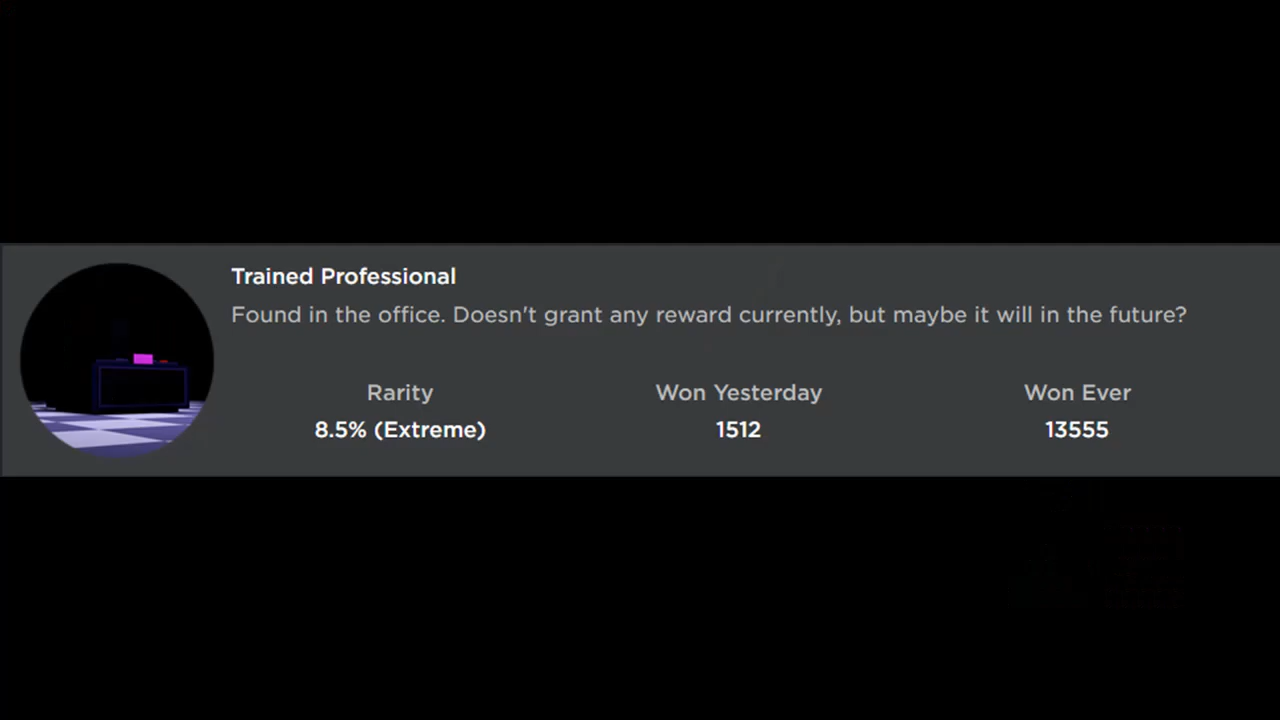 Trained Professional
Found in the office. Doesn't grant any reward currently, but maybe it will in the future?
Rarity Won Yesterday Won Ever
8.5% (Extreme) 1512 13555